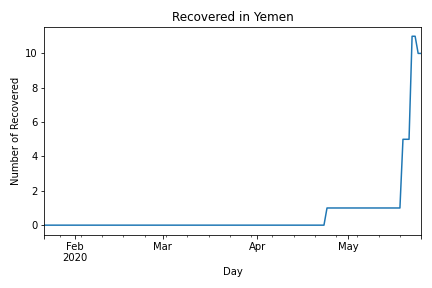 Recovered in Yemen
Number of Recovered
10
8
6
4
2
0
Feb
2020
Mar
Apr
May
Day